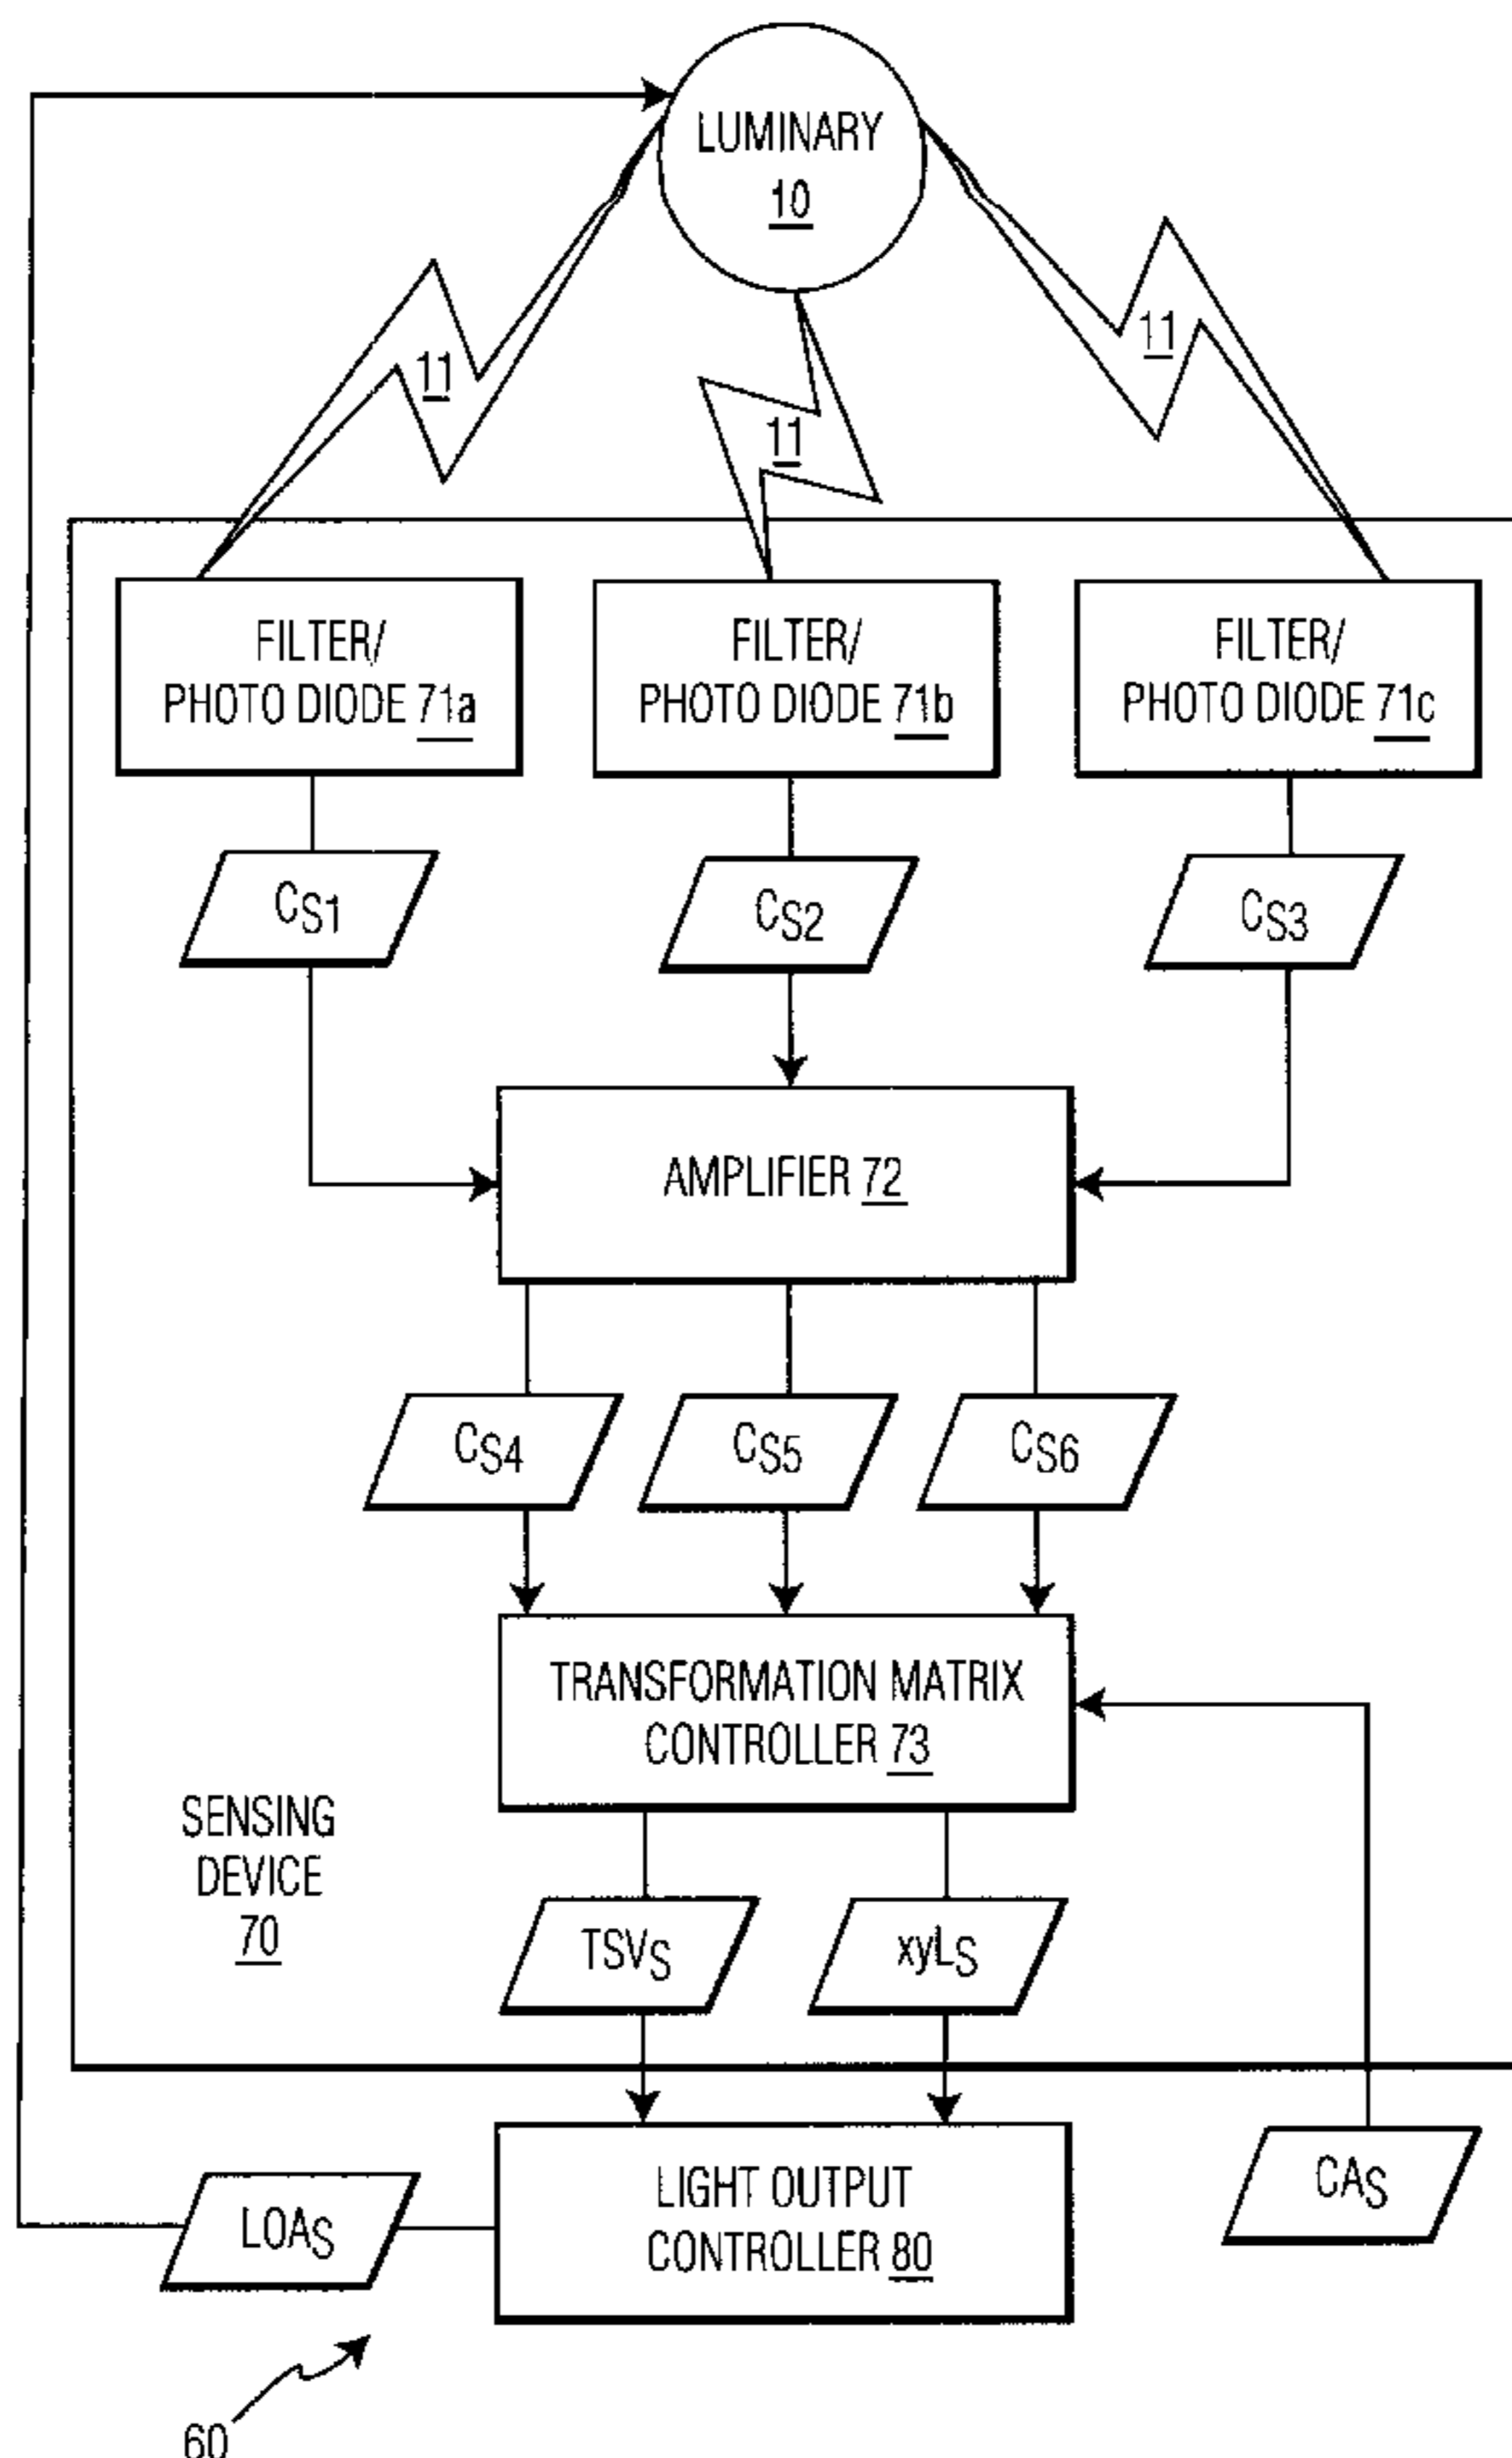 LUMINARY
10
11
11
11
FILTER/
PHOTO DIODE 71a
FILTER/
PHOTO DIODE 71b
FILTER/
PHOTO DIODE 71c
CS1
CS2
CS3
AMPLIFIER 72
CS4
CS5
CS6
TRANSFORMATION MATRIX
CONTROLLER 73
SENSING
DEVICE
70
TSVS
xyLS
LIGHT OUTPUT
CONTROLLER 80
LOAS
CAS
60